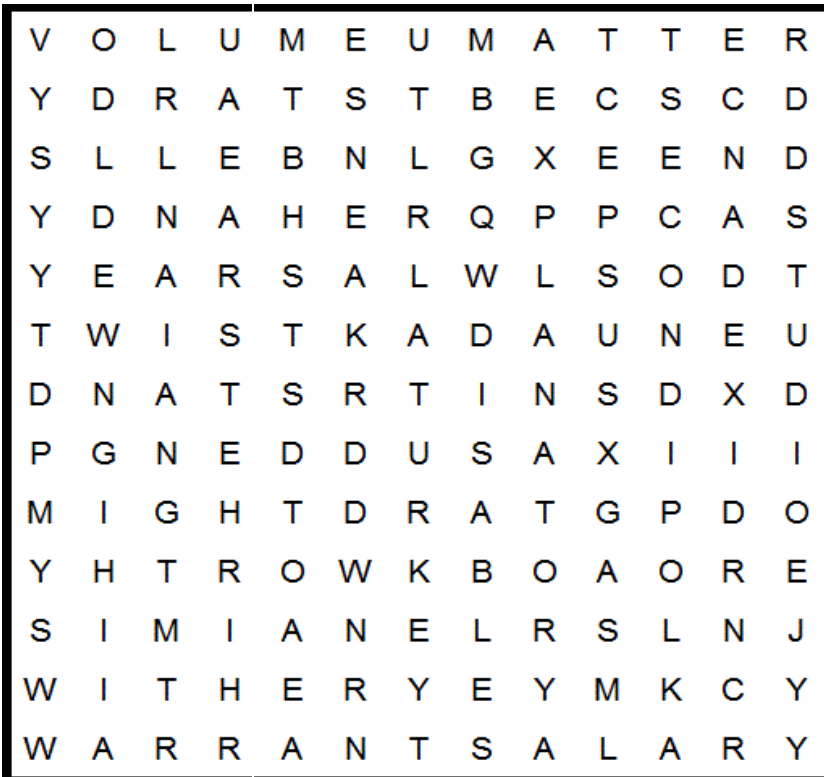 V O L U M E U M A T T E R
Y D R A T S T B E C S C D
S L L E B N L G X E E N D
Y D N A H E R Q P P C A S
Y E A R S A L W L S O D T
T W I S T K A D A U N E U
D N A T S R T I N S D X D
P G N E D D U S A X I I I
M I G H T D R A T G P D O
Y H T R O W K B O A O R E
S I M I A N E L R S L N J
W I T H E R Y E Y M K C Y
W A R R A N T S A L A R Y